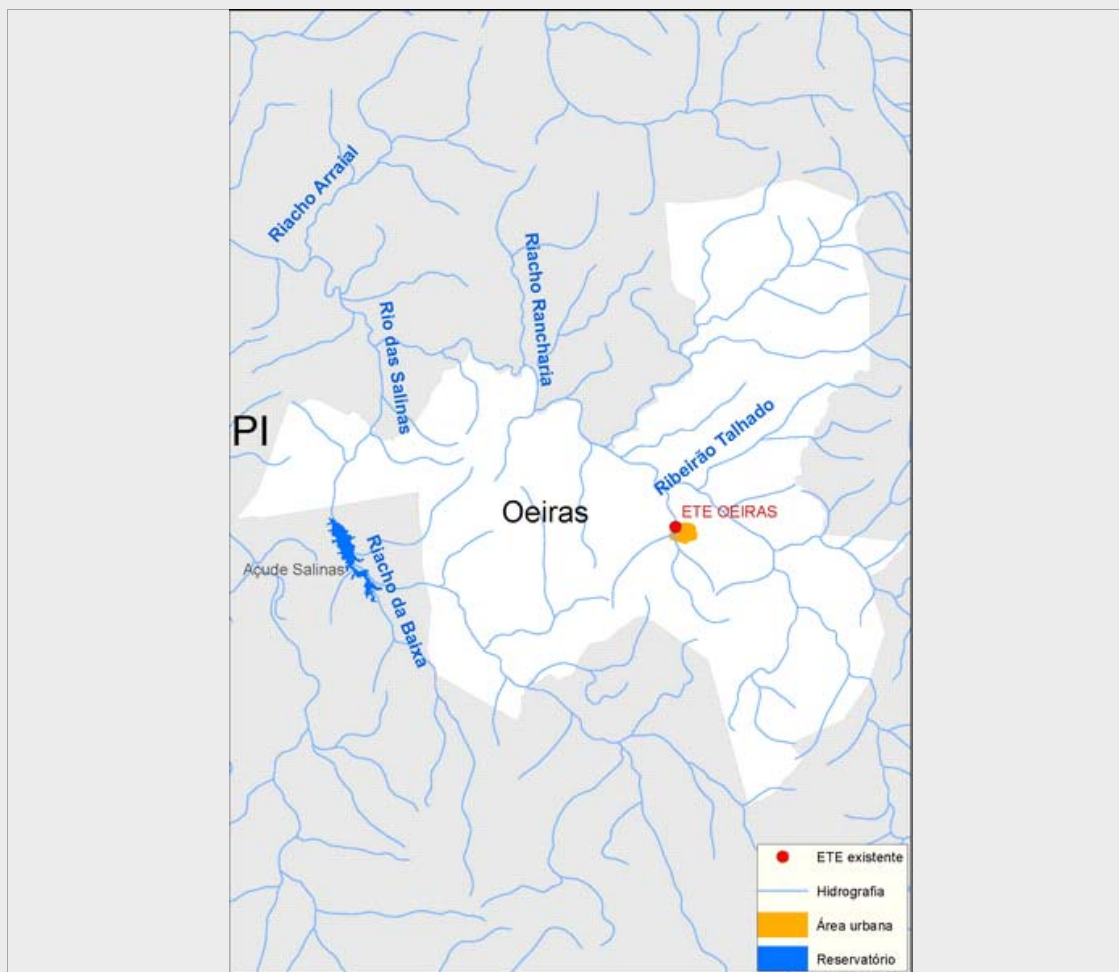 Riacho Arraial
Riacho Rancharia
Rio das Salinas
PI
Ribeirão Talhado
Oeiras
ETE OEIRAS
Açude Salinas
Riacho da Baixa
ETE existente
Hidrografia
Área urbana
Reservatório